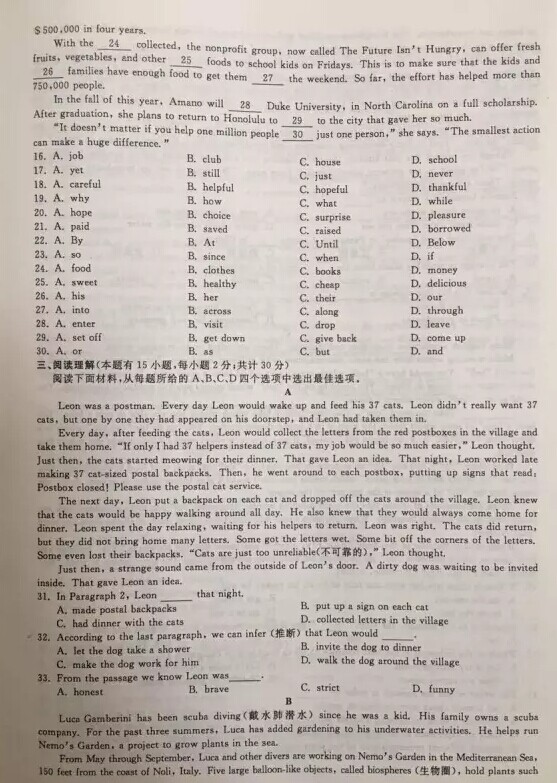 $500,000 in four years.
With the 24 collected, the nonprofit group, now called The Future Isn't Hungry, can offer fresh
fruits, vegetables, and other 25 foods to school kids on Fridays. This is to make sure that the kids and
26 families have enough food to get them 27 the weekend. So far, the effort has helped more than
750,000 people.
In the fall of this year, Amano will 28 Duke University, in North Carolina on a full scholarship.
After graduation, she plans to return to Honolulu to 29 to the city that gave her so much.
"It doesn't matter if you help one million people 30 just one person," she says. "The smallest action
can make a huge difference."
16. A. job B. club C. house D. school
17. A. yet B. still C. just D. never
18. A. careful B. helpful C. hopeful D. thankful
19. A. why B. how C. what D. while
20. A. hope B. choice C. surprise D. pleasure
21. A. paid B. saved C. raised D. borrowed
22. A. By B. At C. Until D. Below
23. A. so B. since C. when D. if
24. A. food B. clothes C. books D. money
25. A. sweet B. healthy C. cheap D. delicious
26. A. his B. her C. their D. our
27. A. into B. across C. along D. through
28. A. enter B. visit C. drop D. leave
29. A. set off B. get down C. give back D. come up
30. A. or B. as C. but D. and
三、阅读理解(本题有15小题,每小题2分;共计30分)
阅读下面材料,从每题所给的A、B、C、D四个选项中选出最佳选项。
A
Leon was a postman. Every day Leon would wake up and feed his 37 cats. Leon didn't really want 37
cats, but one by one they had appeared on his doorstep, and Leon had taken them in.
Every day, after feeding the cats, Leon would collect the letters from the red postboxes in the village and
take them home. "If only I had 37 helpers instead of 37 cats, my job would be so much easier," Leon thought.
Just then, the cats started meowing for their dinner. That gave Leon an idea. That night, Leon worked late
making 37 cat-sized postal backpacks. Then, he went around to each postbox, putting up signs that read:
Postbox closed! Please use the postal cat service.
The next day, Leon put a backpack on each cat and dropped off the cats around the village. Leon knew
that the cats would be happy walking around all day. He also knew that they would always come home for
dinner. Leon spent the day relaxing, waiting for his helpers to return. Leon was right. The cats did return,
but they did not bring home many letters. Some got the letters wet. Some bit off the corners of the letters.
Some even lost their backpacks. "Cats are just too unreliable(不可靠的)," Leon thought.
Just then, a strange sound came from the outside of Leon's door. A dirty dog was waiting to be invited
inside. That gave Leon an idea.
31. In Paragraph 2, Leon ______ that night.
A. made postal backpacks B. put up a sign on each cat
C. had dinner with the cats D. collected letters in the village
32. According to the last paragraph, we can infer (推断) that Leon would ______.
A. let the dog take a shower B. invite the dog to dinner
C. make the dog work for him D. walk the dog around the village
33. From the passage we know Leon was______.
A. honest B. brave C. strict D. funny
B
Luca Gamberini has been scuba diving (戴水肺潜水) since he was a kid. His family owns a scuba
company. For the past three summers, Luca has added gardening to his underwater activities. He helps run
Nemo's Garden, a project to grow plants in the sea.
From May through September, Luca and other divers are working on Nemo's Garden in the Mediterranean Sea,
150 feet from the coast of Noli, Italy. Five large balloon-like objects, called biospheres (生物圈), hold plants such